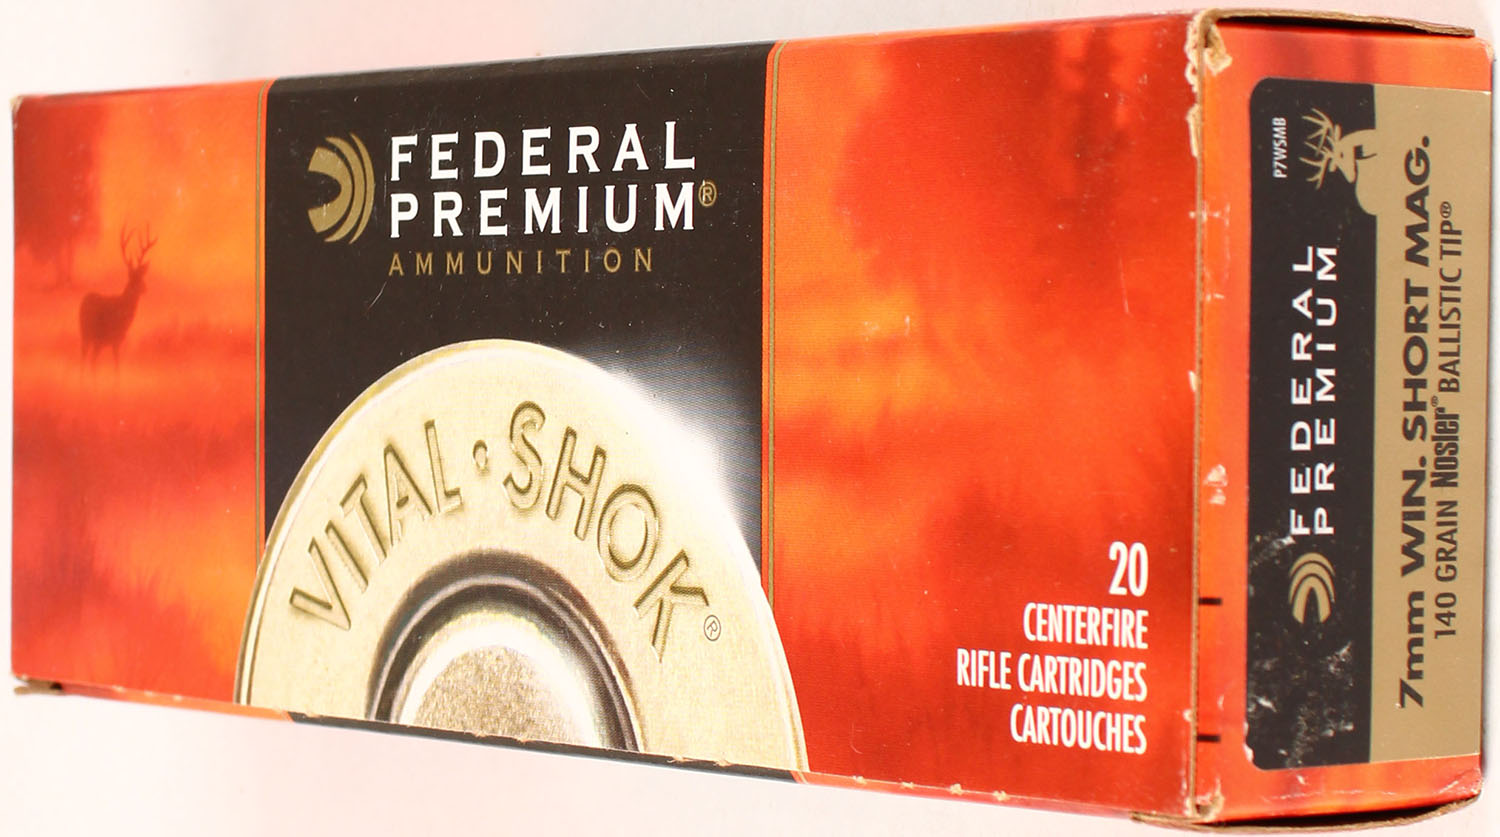 FEDERAL
PREMIUM®
AMMUNITION
VITAL·SHOK®
20
CENTERFIRE
RIFLE CARTRIDGES
CARTOUCHES
P7WSMB
FEDERAL
PREMIUM
7mm WIN. SHORT MAG.
140 GRAIN Nosler® BALLISTIC TIP®